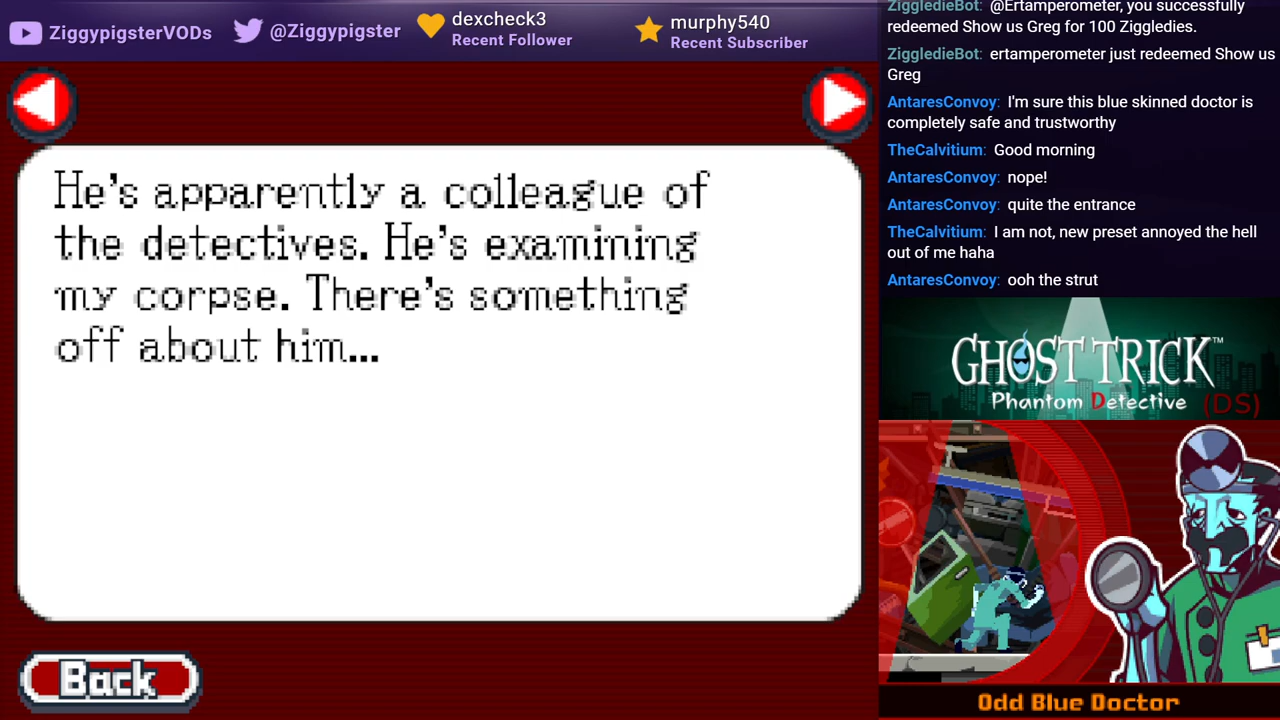 ZiggypigsterVODs
@Ziggypigster
dexcheck3
Recent Follower
murphy540
Recent Subscriber
He's apparently a colleague of
the detectives. He's examining
my corpse. There's something
off about him...
Back
ZiggledieBot: @Ertamperometer, you successfully
redeemed Show us Greg for 100 Ziggledies.
ZiggledieBot: ertamperometer just redeemed Show us
Greg
AntaresConvoy: I'm sure this blue skinned doctor is
completely safe and trustworthy
TheCalvitium: Good morning
AntaresConvoy: nope!
AntaresConvoy: quite the entrance
TheCalvitium: I am not, new preset annoyed the hell
out of me haha
AntaresConvoy: ooh the strut
GHOST TRICK™
Phantom Detective (DS)
Odd Blue Doctor